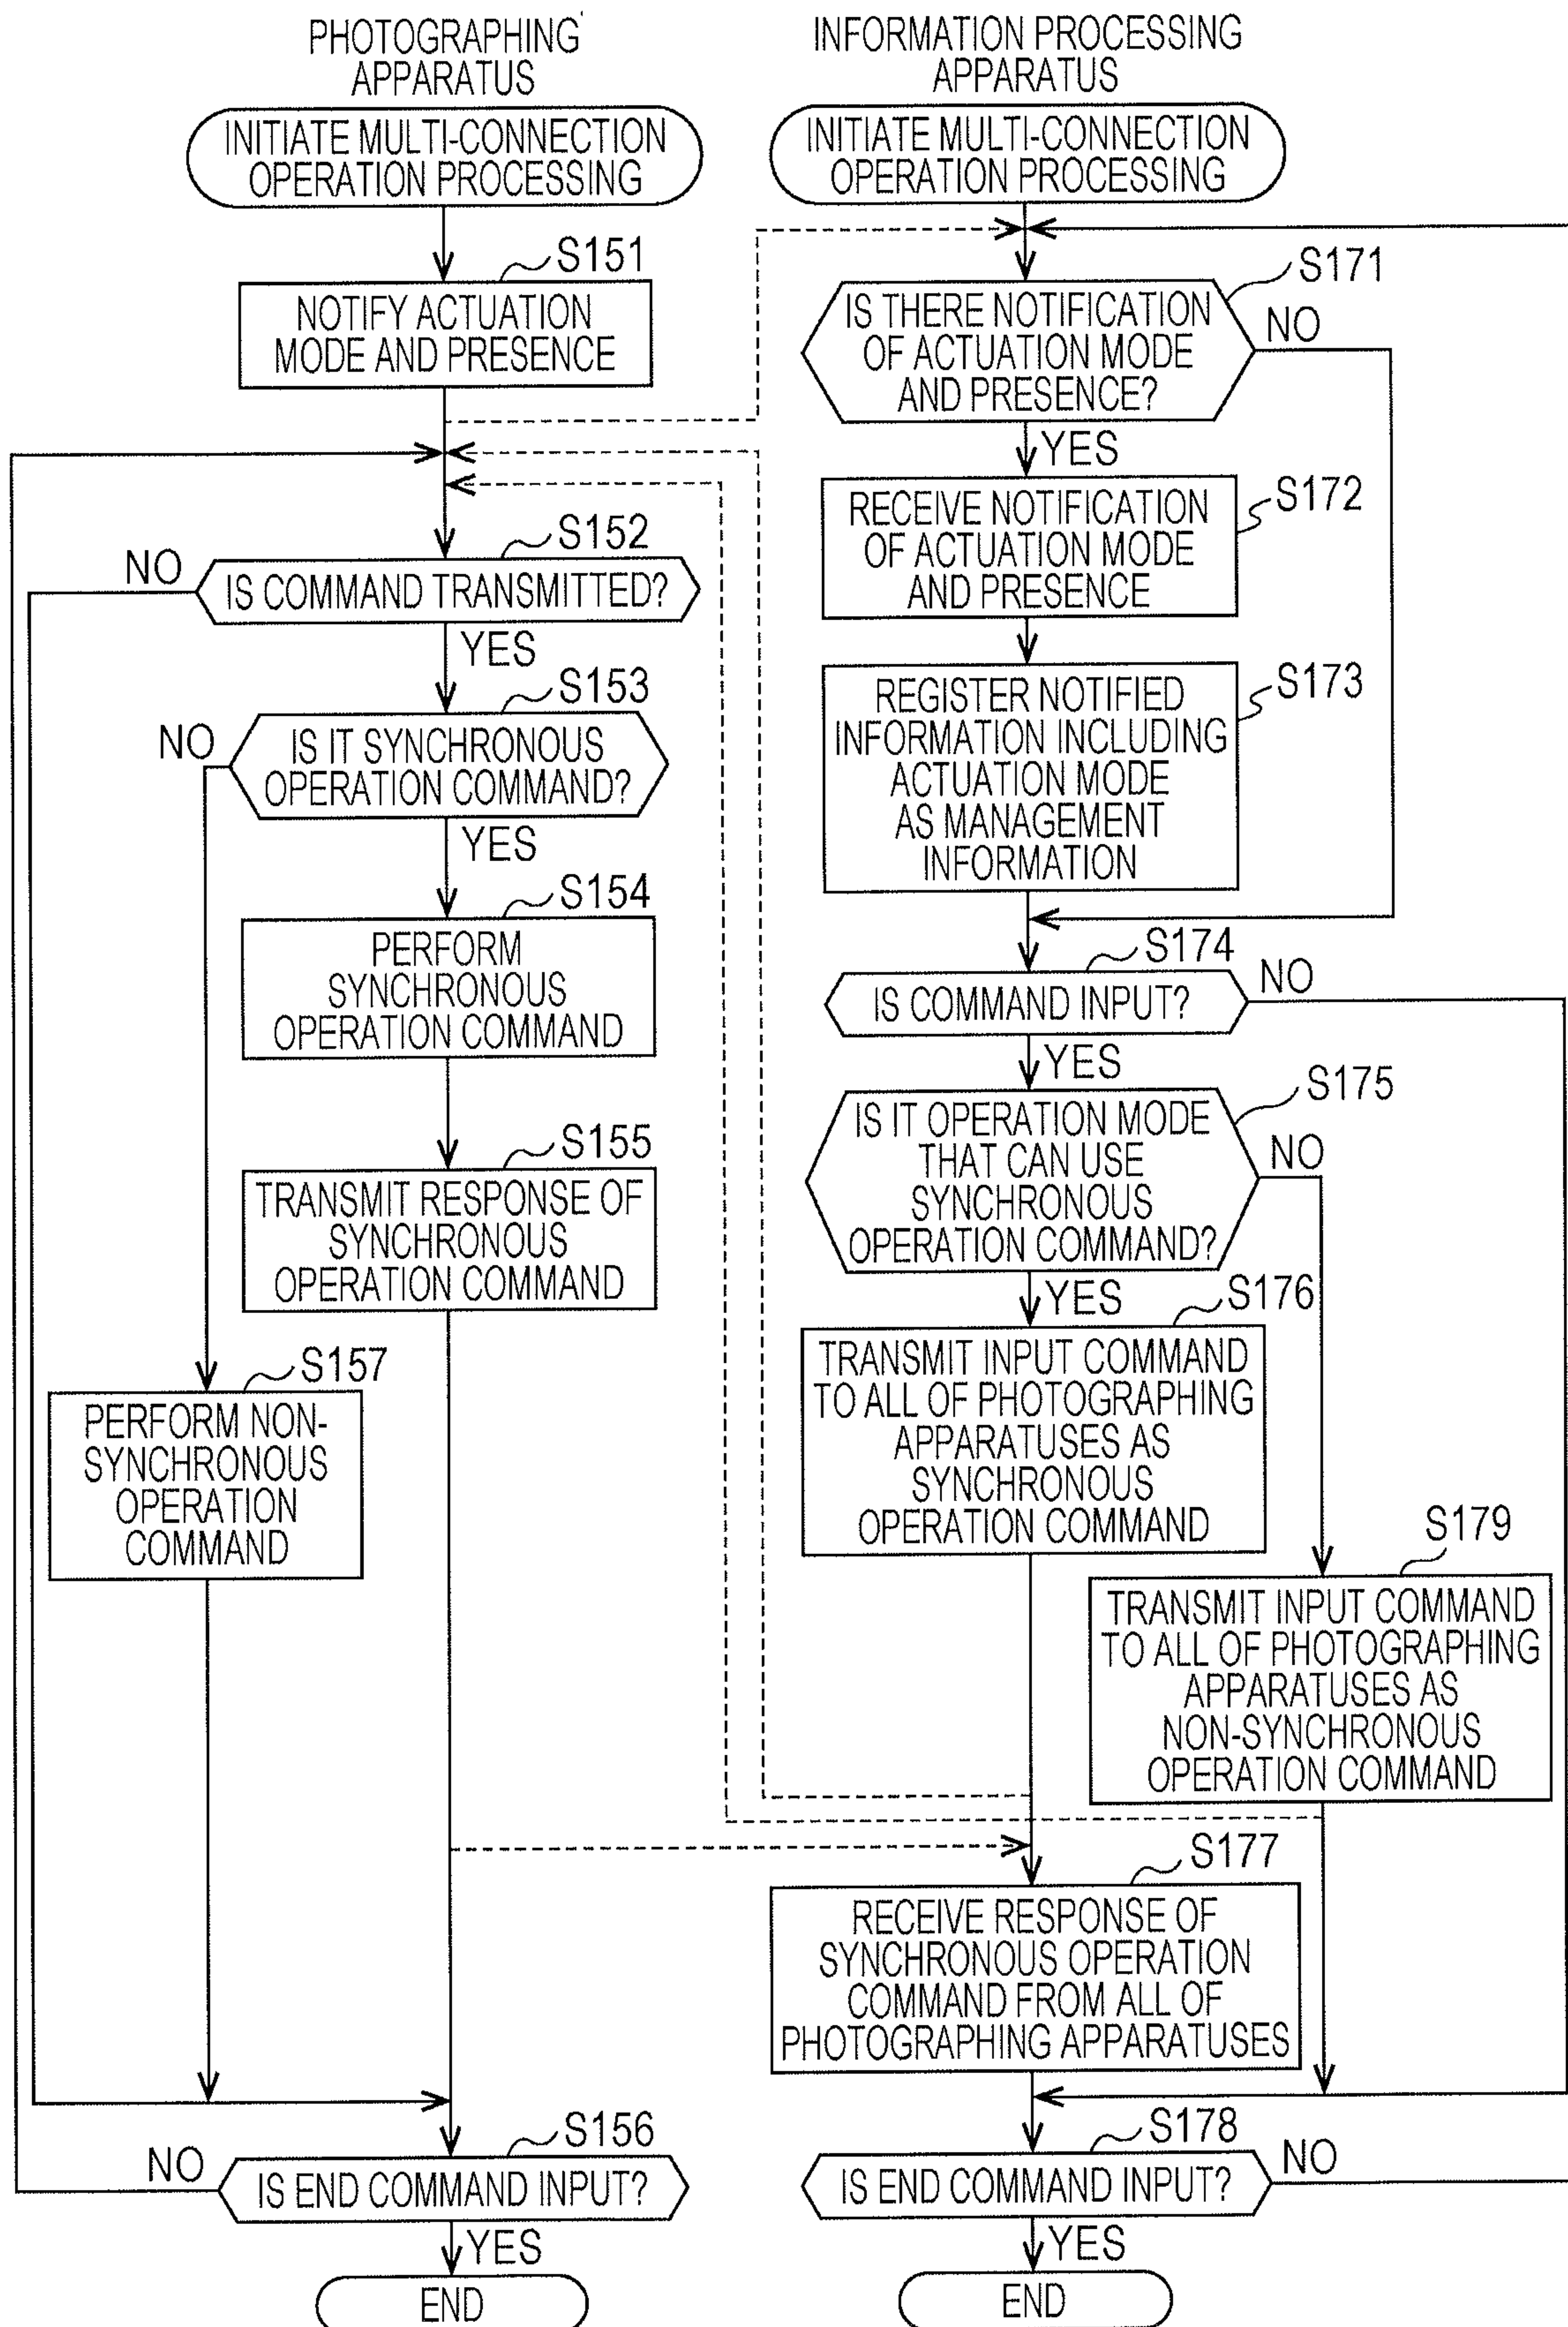 PHOTOGRAPHING
APPARATUS
INITIATE MULTI-CONNECTION
OPERATION PROCESSING
S151
NOTIFY ACTUATION
MODE AND PRESENCE
S152
NO
IS COMMAND TRANSMITTED?
YES
S153
NO
IS IT SYNCHRONOUS
OPERATION COMMAND?
YES
S154
PERFORM
SYNCHRONOUS
OPERATION COMMAND
S155
TRANSMIT RESPONSE OF
SYNCHRONOUS
OPERATION COMMAND
S157
PERFORM NON-
SYNCHRONOUS
OPERATION
COMMAND
S156
NO
IS END COMMAND INPUT?
YES
END
INFORMATION PROCESSING
APPARATUS
INITIATE MULTI-CONNECTION
OPERATION PROCESSING
S171
IS THERE NOTIFICATION
OF ACTUATION MODE
AND PRESENCE?
NO
YES
S172
RECEIVE NOTIFICATION
OF ACTUATION MODE
AND PRESENCE
S173
REGISTER NOTIFIED
INFORMATION INCLUDING
ACTUATION MODE
AS MANAGEMENT
INFORMATION
S174
IS COMMAND INPUT?
NO
YES
S175
IS IT OPERATION MODE
THAT CAN USE
SYNCHRONOUS
OPERATION COMMAND?
NO
YES
S176
TRANSMIT INPUT COMMAND
TO ALL OF PHOTOGRAPHING
APPARATUSES AS
SYNCHRONOUS
OPERATION COMMAND
S179
TRANSMIT INPUT COMMAND
TO ALL OF PHOTOGRAPHING
APPARATUSES AS
NON-SYNCHRONOUS
OPERATION COMMAND
S177
RECEIVE RESPONSE OF
SYNCHRONOUS OPERATION
COMMAND FROM ALL OF
PHOTOGRAPHING APPARATUSES
S178
IS END COMMAND INPUT?
NO
YES
END